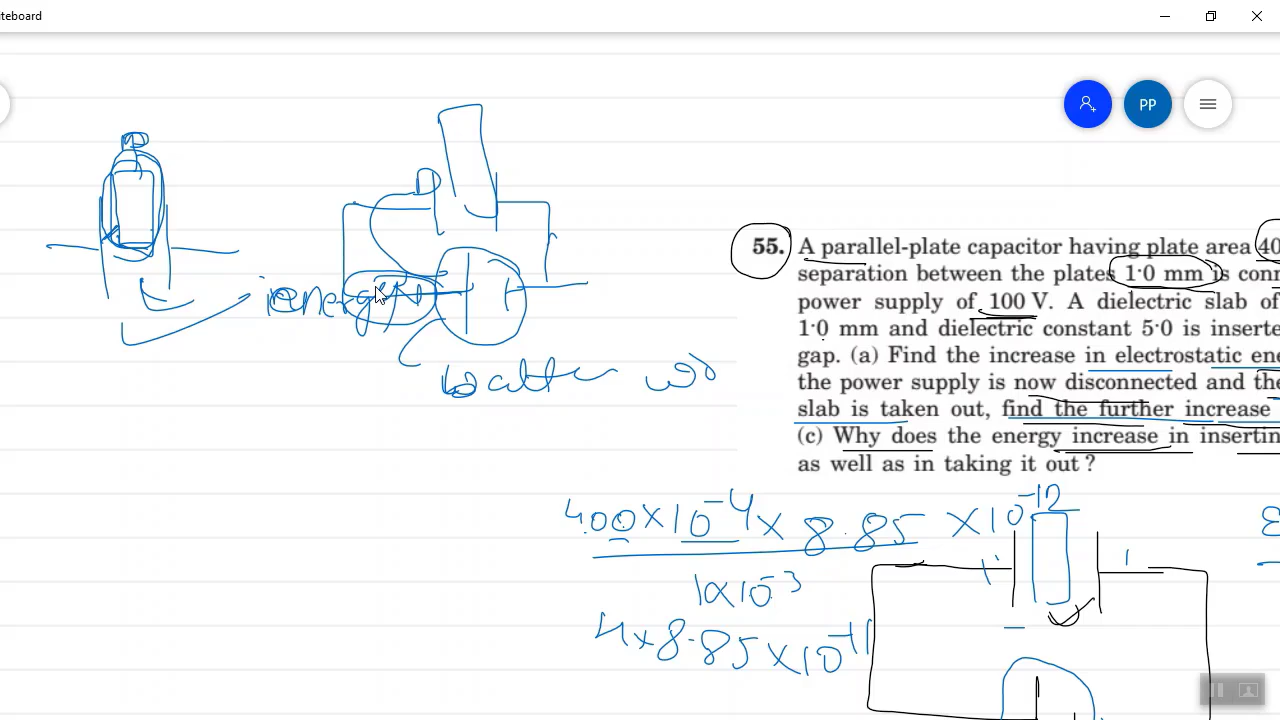 teboard
PP
55. A parallel-plate capacitor having plate area 40
separation between the plates 1·0 mm is conn
power supply of 100 V. A dielectric slab of
1·0 mm and dielectric constant 5·0 is inserte
gap. (a) Find the increase in electrostatic ene
the power supply is now disconnected and the
slab is taken out, find the further increase
(c) Why does the energy increase in insertin
as well as in taking it out ?
energy
400 × 10⁻⁴ × 8.85 × 10⁻¹²
1 × 10⁻³
4 × 8.85 × 10⁻¹¹